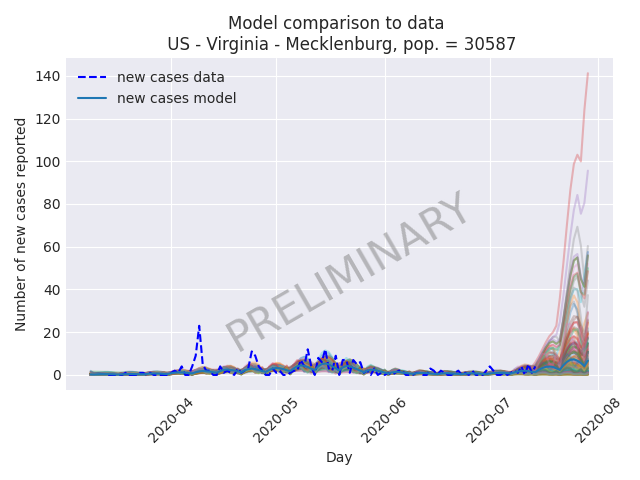 Model comparison to data
US - Virginia - Mecklenburg, pop. = 30587
new cases data
new cases model
Number of new cases reported
140
120
100
80
60
40
20
0
PRELIMINARY
2020-04
2020-05
2020-06
2020-07
2020-08
Day